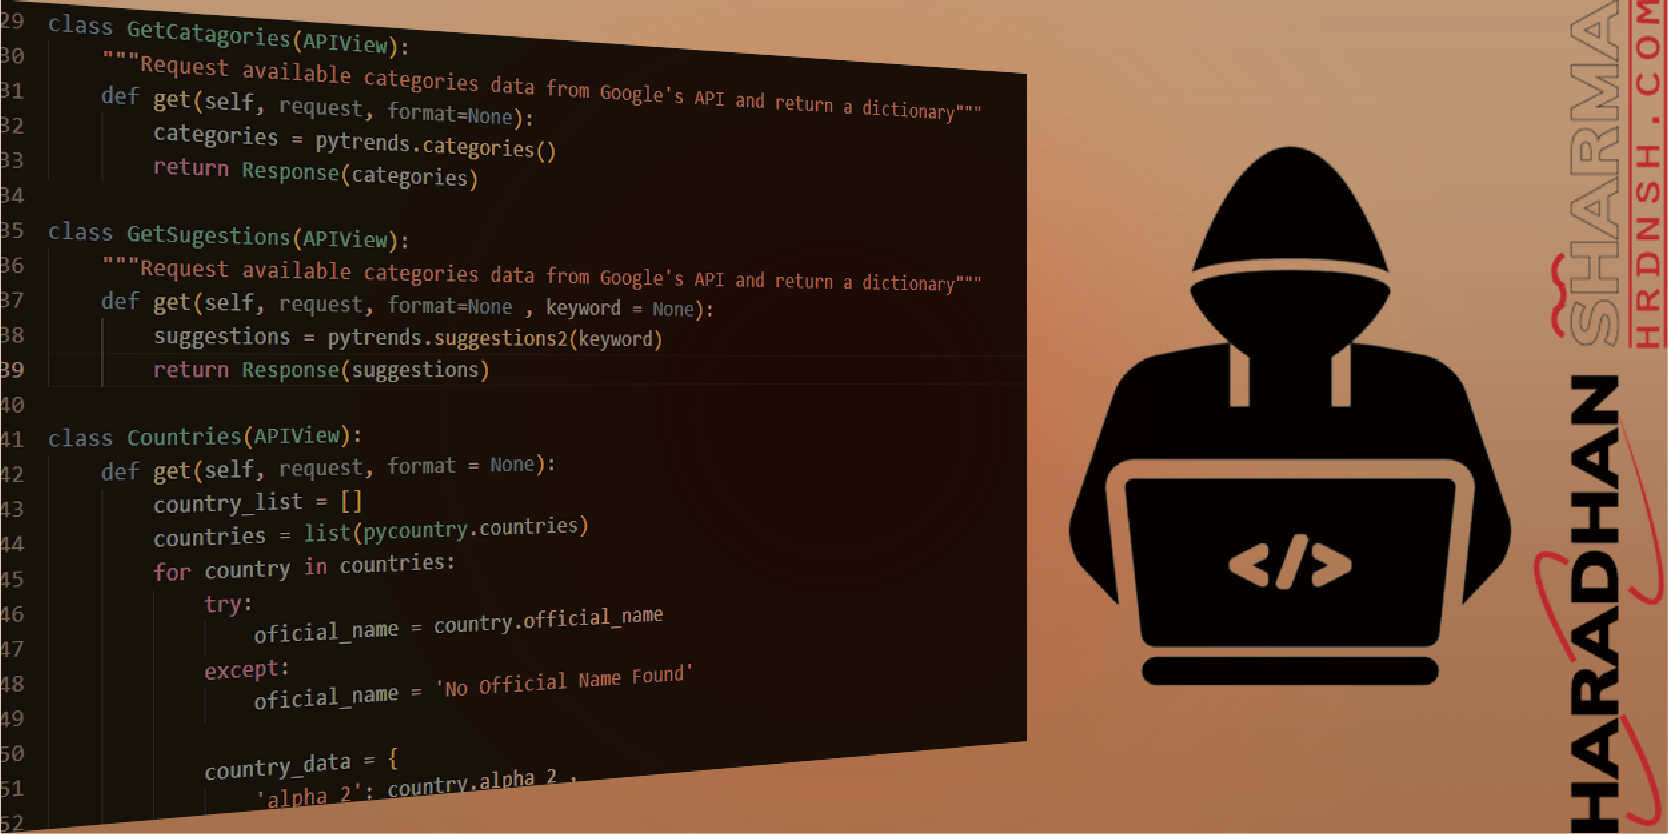 29 class GetCatagories(APIView):
30 """Request available categories data from Google's API and return a dictionary"""
31 def get(self, request, format=None):
32 categories = pytrends.categories()
33 return Response(categories)
34
35 class GetSugestions(APIView):
36 """Request available categories data from Google's API and return a dictionary"""
37 def get(self, request, format=None , keyword = None):
38 suggestions = pytrends.suggestions2(keyword)
39 return Response(suggestions)
40
41 class Countries(APIView):
42 def get(self, request, format = None):
43 country_list = []
44 countries = list(pycountry.countries)
45 for country in countries:
46 try:
47 oficial_name = country.official_name
48 except:
49 oficial_name = 'No Official Name Found'
50
51 country_data = {
52 'alpha_2': country.alpha_2 ,
</>
HARADHAN SHARMA
HRDNSH.COM